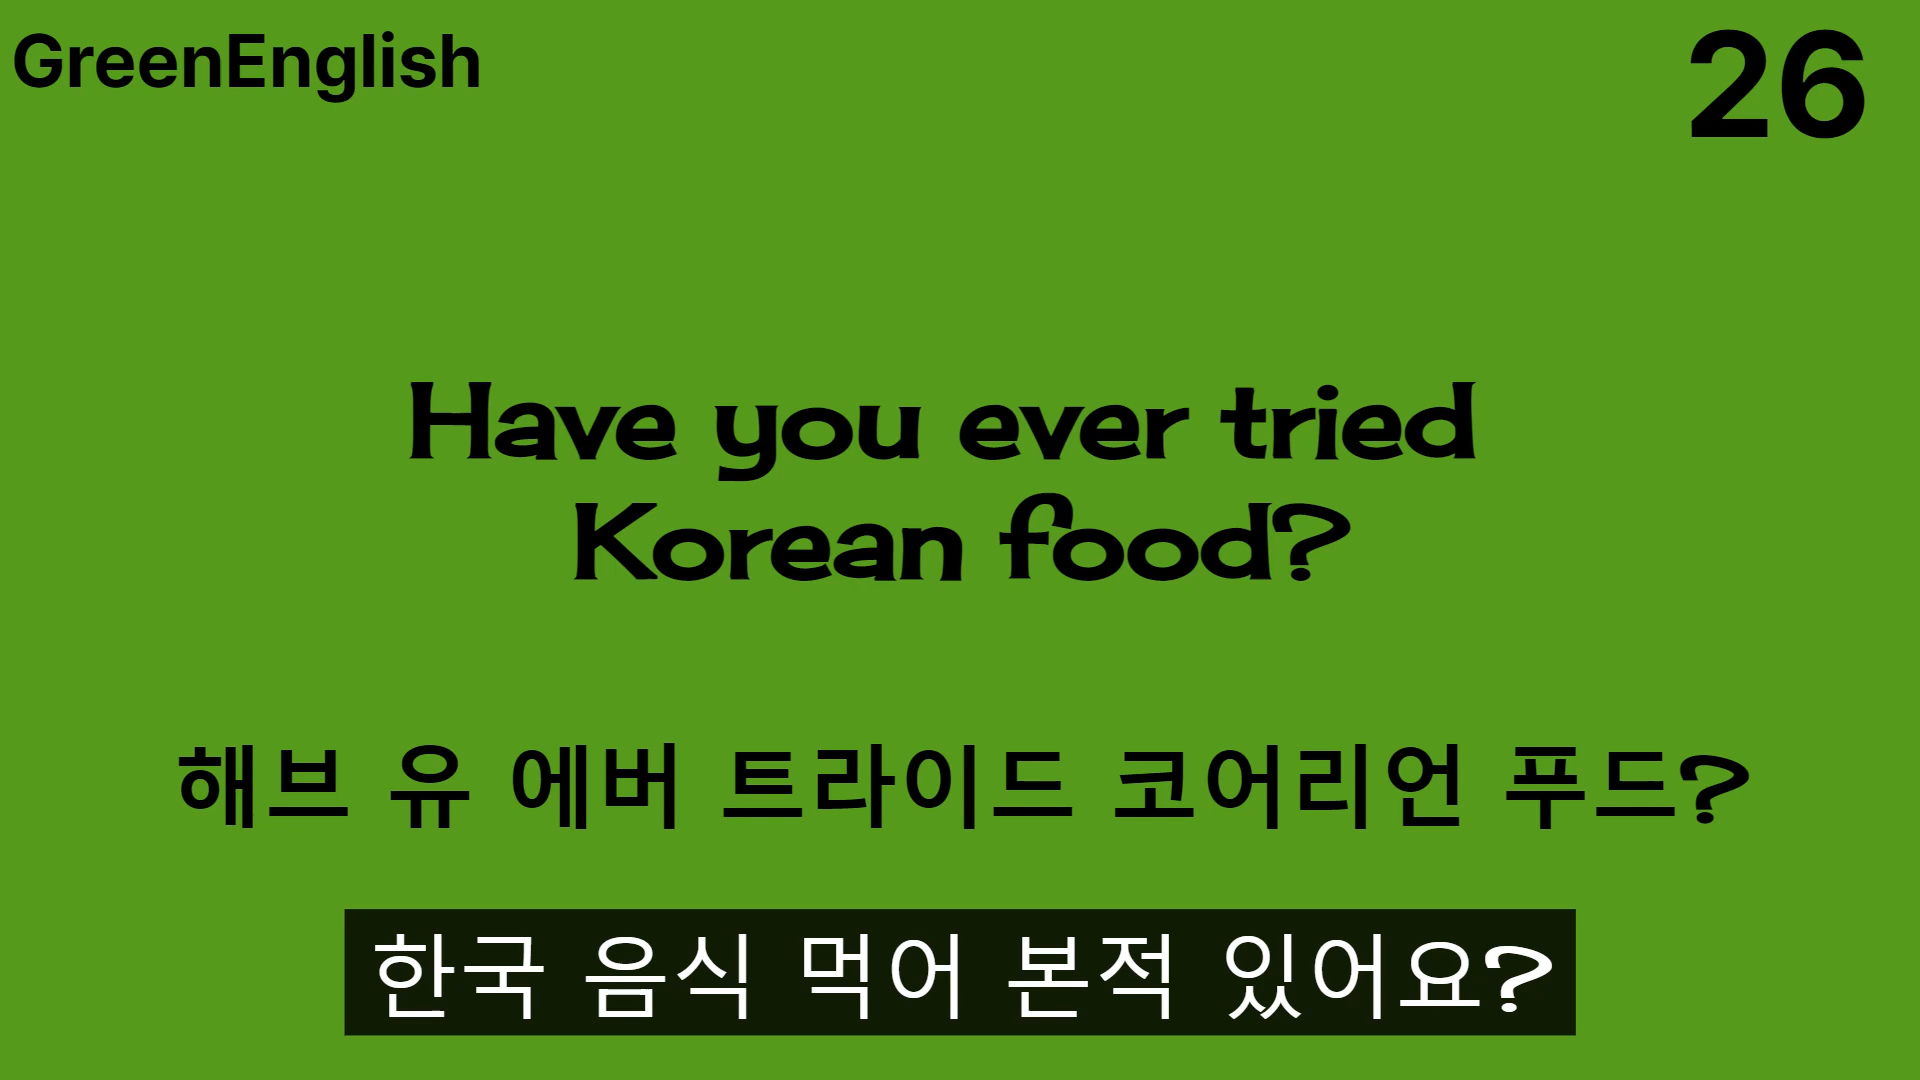 GreenEnglish
26
Have you ever tried
Korean food?
해브 유 에버 트라이드 코어리언 푸드?
한국 음식 먹어 본적 있어요?